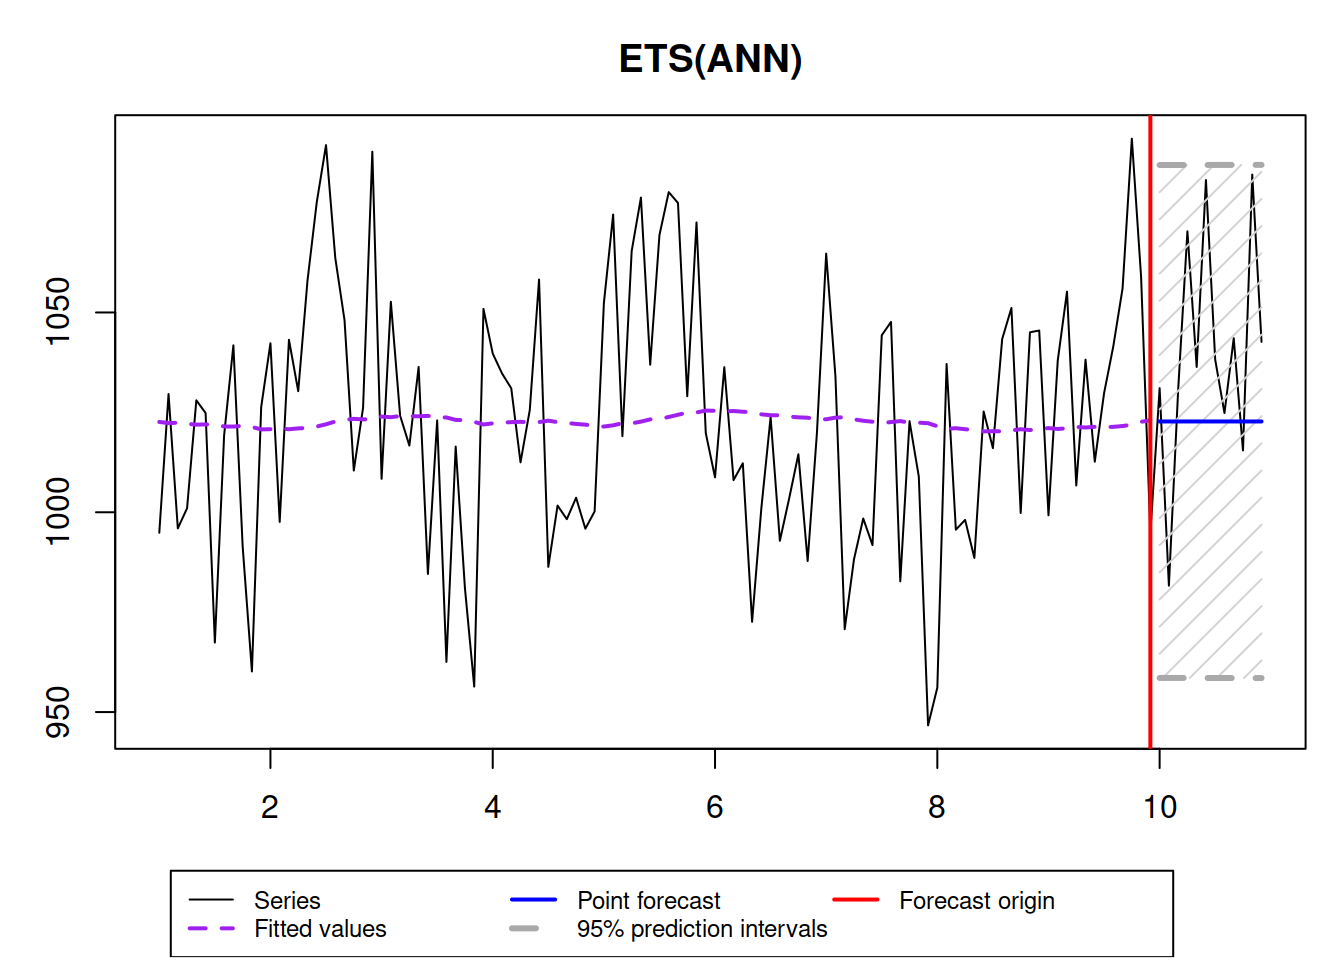 ETS(ANN)
1050
1000
950
2 4 6 8 10
Series Point forecast Forecast origin
Fitted values 95% prediction intervals